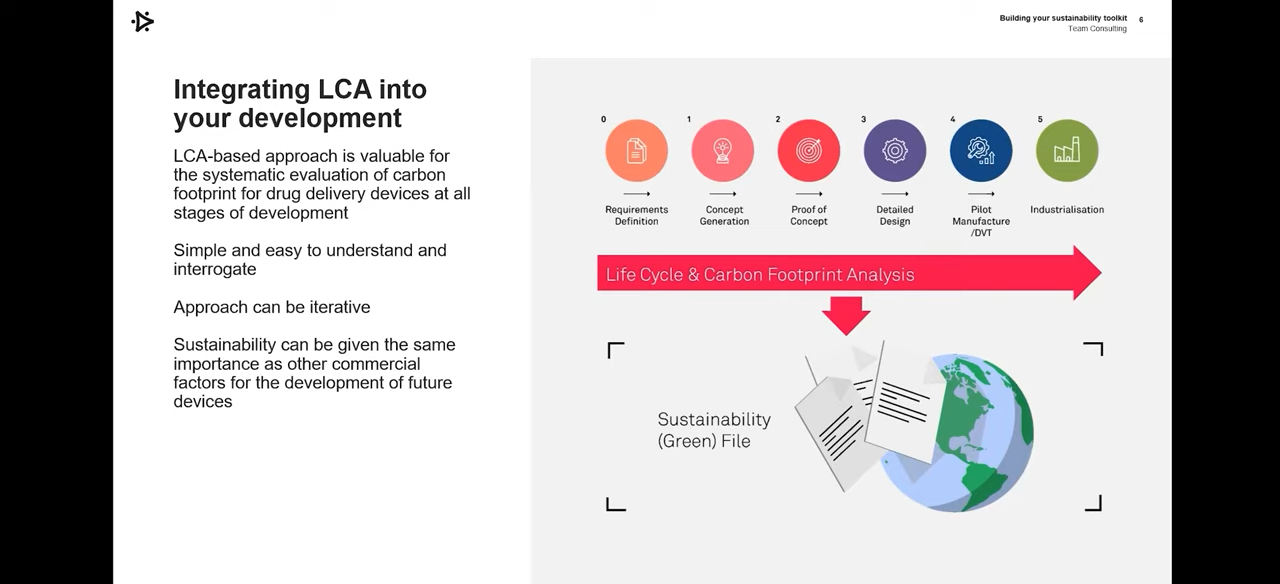 Building your sustainability toolkit 6
Team Consulting
Integrating LCA into
your development
LCA-based approach is valuable for
the systematic evaluation of carbon
footprint for drug delivery devices at all
stages of development
Simple and easy to understand and
interrogate
Approach can be iterative
Sustainability can be given the same
importance as other commercial
factors for the development of future
devices
0
Requirements
Definition
1
Concept
Generation
2
Proof of
Concept
3
Detailed
Design
4
Pilot
Manufacture
/DVT
5
Industrialisation
Life Cycle & Carbon Footprint Analysis
Sustainability
(Green) File